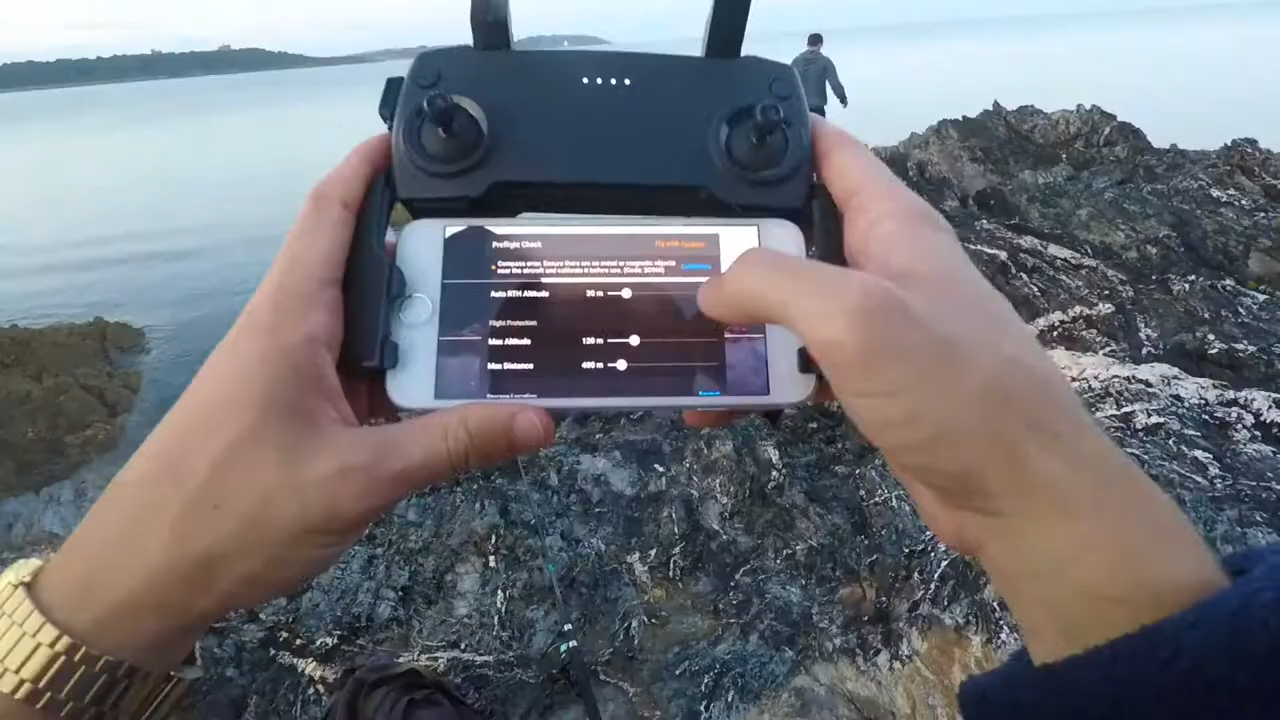 Preflight Check
Fly with Caution
Compass error. Ensure there are no metal or magnetic objects
near the aircraft and calibrate it before use. (Code:
Calibrate
Auto RTH Altitude 30 m
Flight Protection
Max Altitude 120 m
Max Distance 400 m